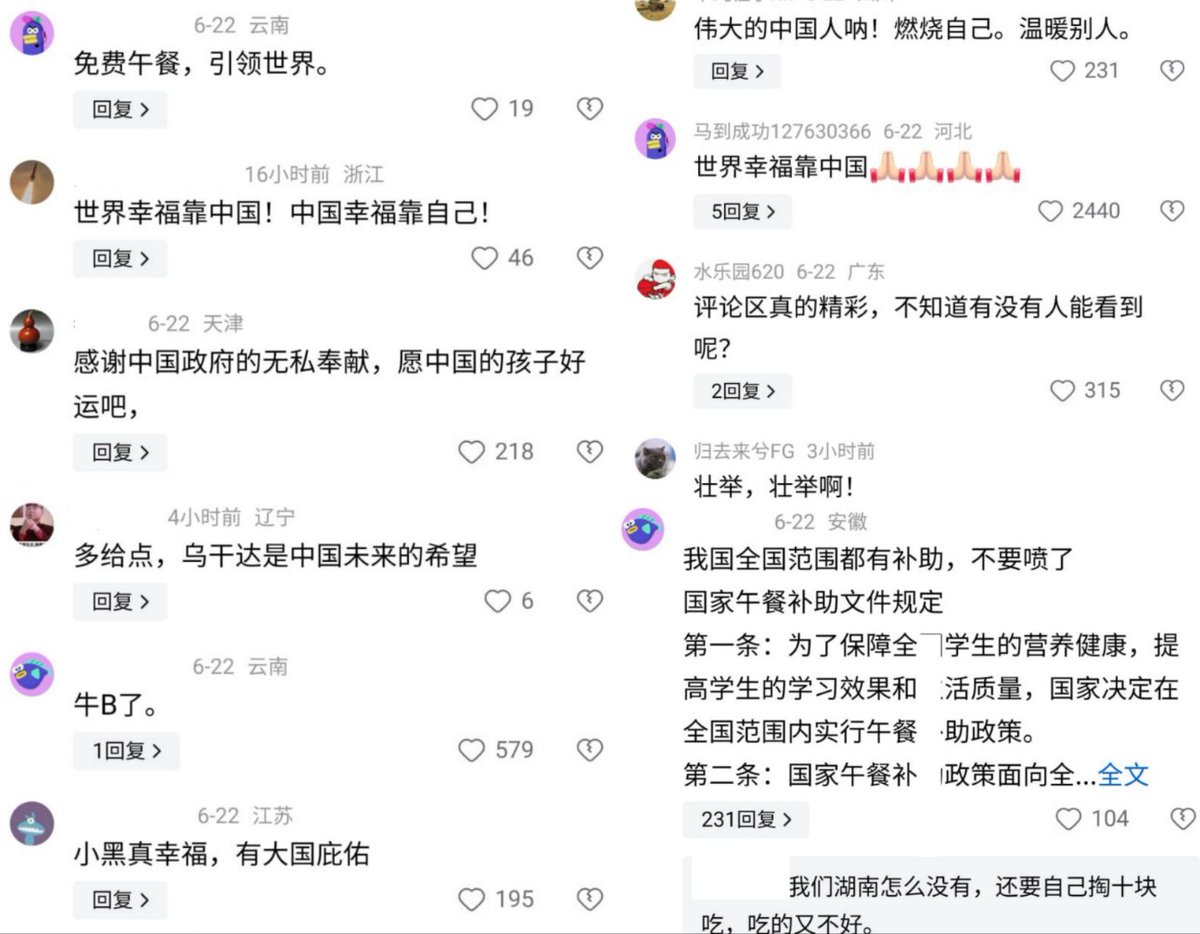 6-22 云南
免费午餐，引领世界。
回复 >
19
16小时前 浙江
世界幸福靠中国！中国幸福靠自己！
回复 >
46
6-22 天津
感谢中国政府的无私奉献，愿中国的孩子好
运吧，
回复 >
218
4小时前 辽宁
多给点，乌干达是中国未来的希望
回复 >
6
6-22 云南
牛B了。
1回复 >
579
6-22 江苏
小黑真幸福，有大国庇佑
回复 >
195
伟大的中国人呐！燃烧自己。温暖别人。
回复 >
231
马到成功127630366 6-22 河北
世界幸福靠中国🙏🏻🙏🏻🙏🏻🙏🏻
5回复 >
2440
水乐园620 6-22 广东
评论区真的精彩，不知道有没有人能看到
呢？
2回复 >
315
归去来兮FG 3小时前
壮举，壮举啊！
6-22 安徽
我国全国范围都有补助，不要喷了
国家午餐补助文件规定
第一条：为了保障全 学生的营养健康，提
高学生的学习效果和 活质量，国家决定在
全国范围内实行午餐 助政策。
第二条：国家午餐补 政策面向全...全文
231回复 >
104
我们湖南怎么没有，还要自己掏十块
吃，吃的又不好。